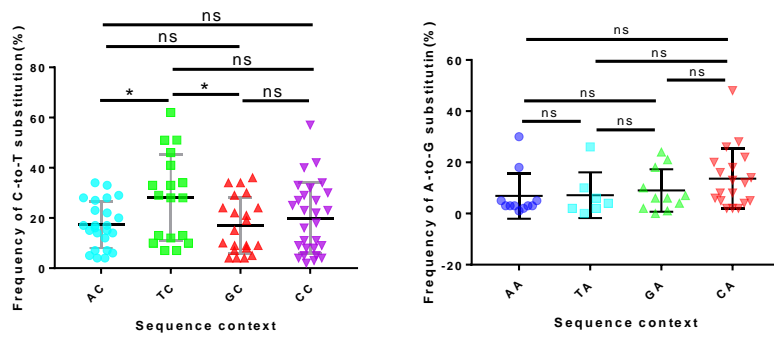 ns
ns
ns
*
*
ns
Frequency of C-to-T substitution(%)
80
60
40
20
0
AC
TC
GC
CC
Sequence context
ns
ns
ns
ns
ns
ns
Frequency of A-to-G substitutin(%)
60
40
20
0
-20
AA
TA
GA
CA
Sequence context